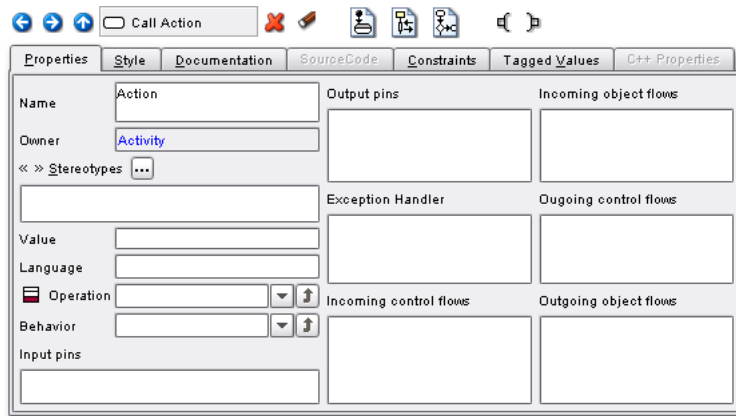 Call Action
Properties Style Documentation SourceCode Constraints Tagged Values C++ Properties
Name
Action
Owner
Activity
« » Stereotypes ...
Value
Language
Operation
Behavior
Input pins
Output pins
Exception Handler
Incoming control flows
Incoming object flows
Ougoing control flows
Outgoing object flows